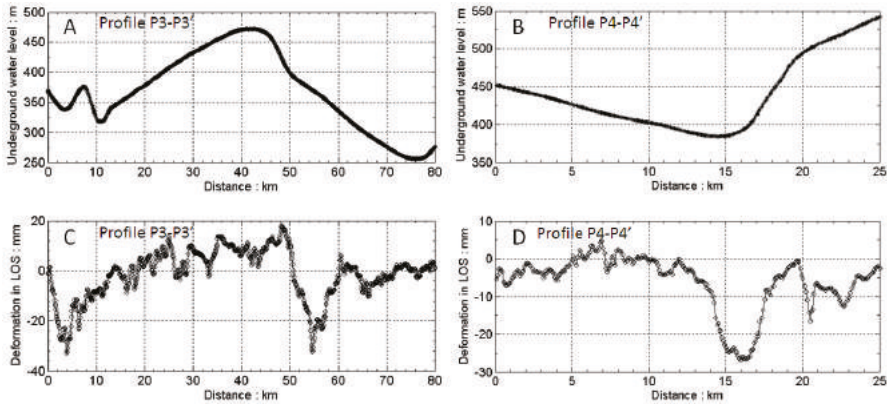 A Profile P3-P3'
Underground water level : m
500
450
400
350
300
250
0 10 20 30 40 50 60 70 80
Distance : km
B Profile P4-P4'
Underground water level : m
550
500
450
400
350
0 5 10 15 20 25
Distance : km
C Profile P3-P3'
Deformation in LOS : mm
20
0
-20
-40
0 10 20 30 40 50 60 70 80
Distance : km
D Profile P4-P4'
Deformation in LOS : mm
10
0
-10
-20
-30
0 5 10 15 20 25
Distance : km